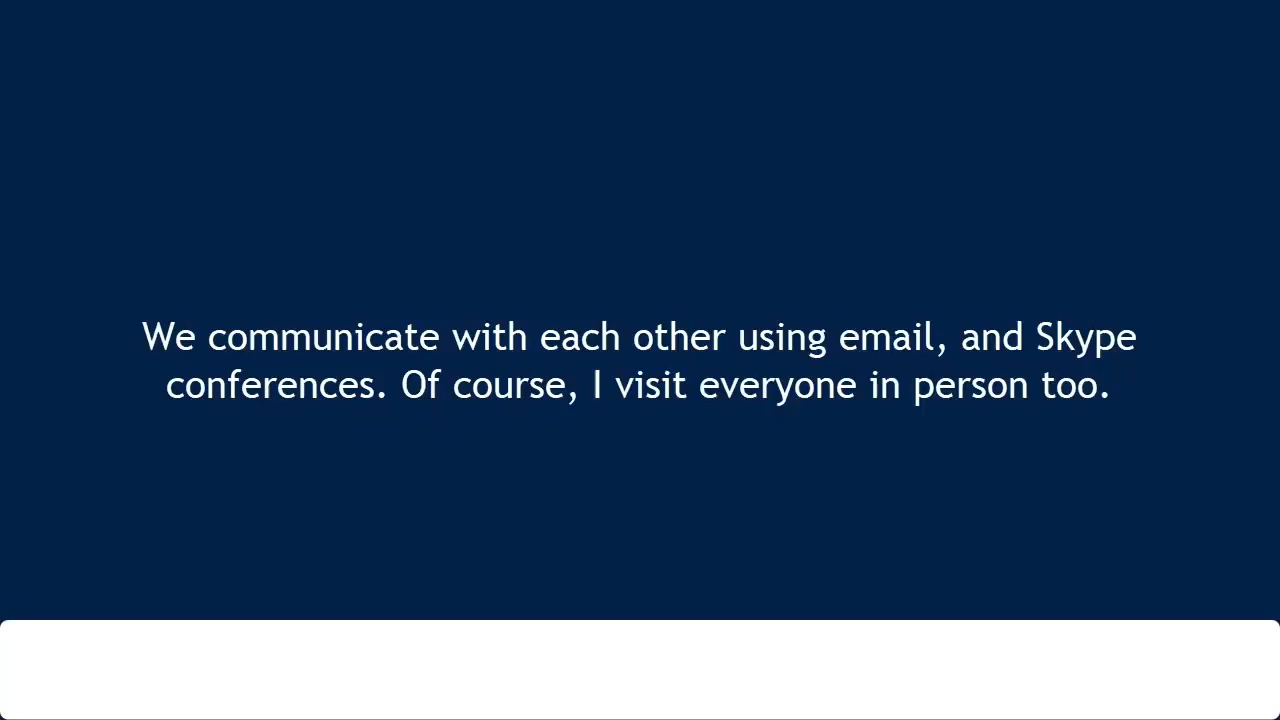 We communicate with each other using email, and Skype
conferences. Of course, I visit everyone in person too.